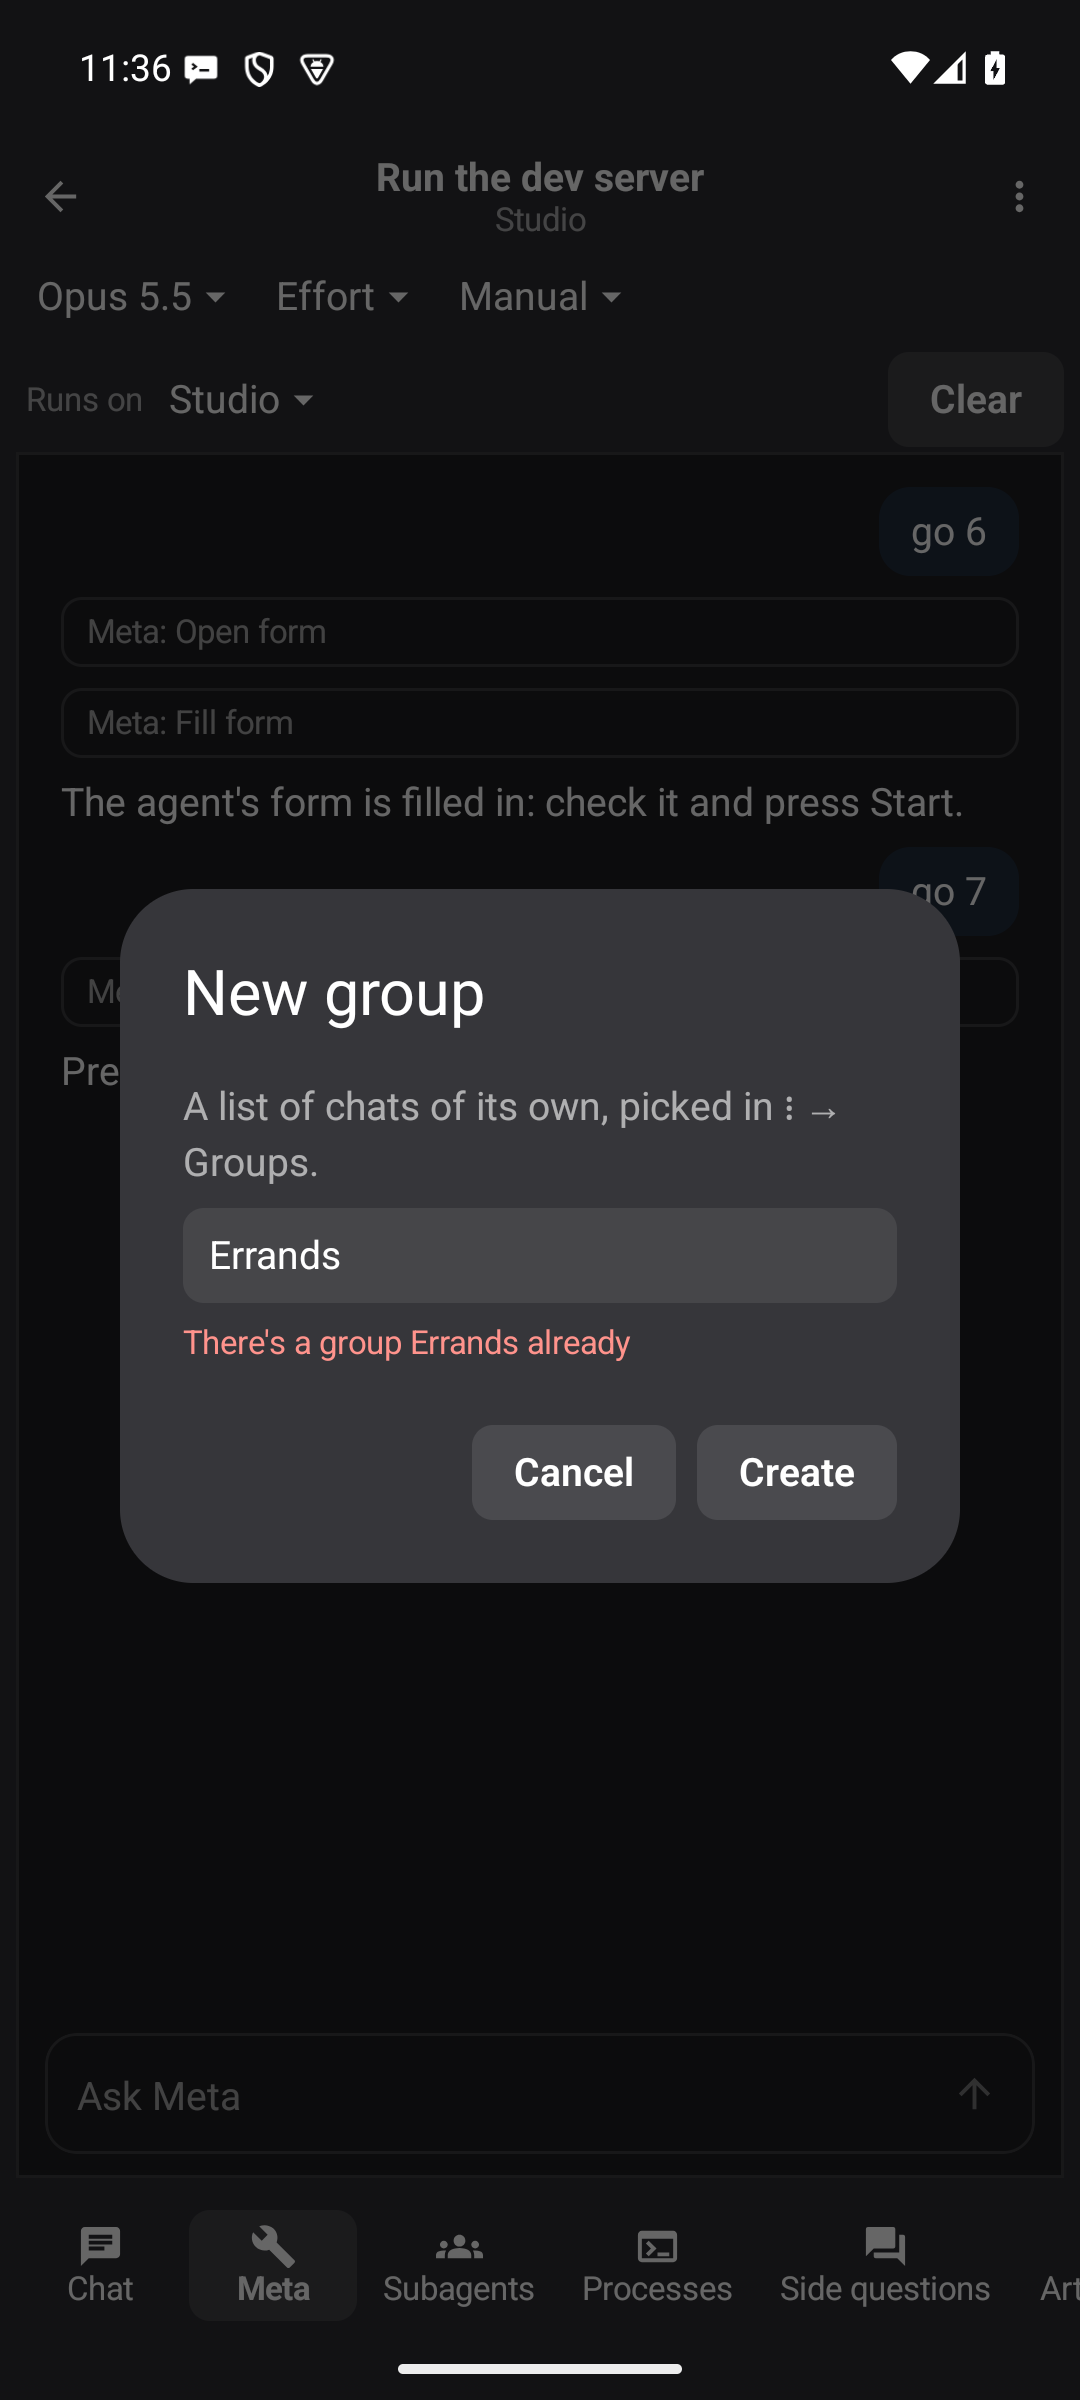 11:36
Run the dev server
Studio
Opus 5.5 Effort Manual
Runs on Studio Clear
go 6
Meta: Open form
Meta: Fill form
The agent's form is filled in: check it and press Start.
go 7
New group
A list of chats of its own, picked in ⋮ →
Groups.
Errands
There's a group Errands already
Cancel Create
Ask Meta
Chat Meta Subagents Processes Side questions